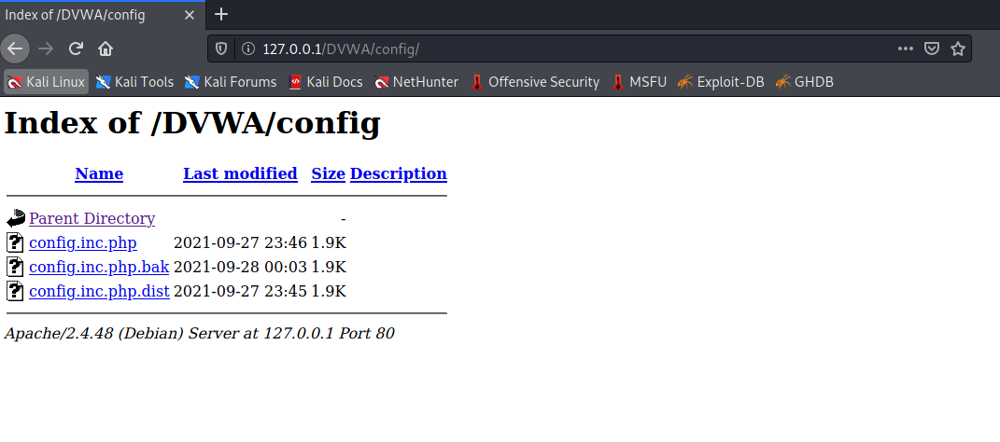 Index of /DVWA/config
127.0.0.1/DVWA/config/
Kali Linux Kali Tools Kali Forums Kali Docs NetHunter Offensive Security MSFU Exploit-DB GHDB
Index of /DVWA/config
Name Last modified Size Description
Parent Directory -
config.inc.php 2021-09-27 23:46 1.9K
config.inc.php.bak 2021-09-28 00:03 1.9K
config.inc.php.dist 2021-09-27 23:45 1.9K
Apache/2.4.48 (Debian) Server at 127.0.0.1 Port 80